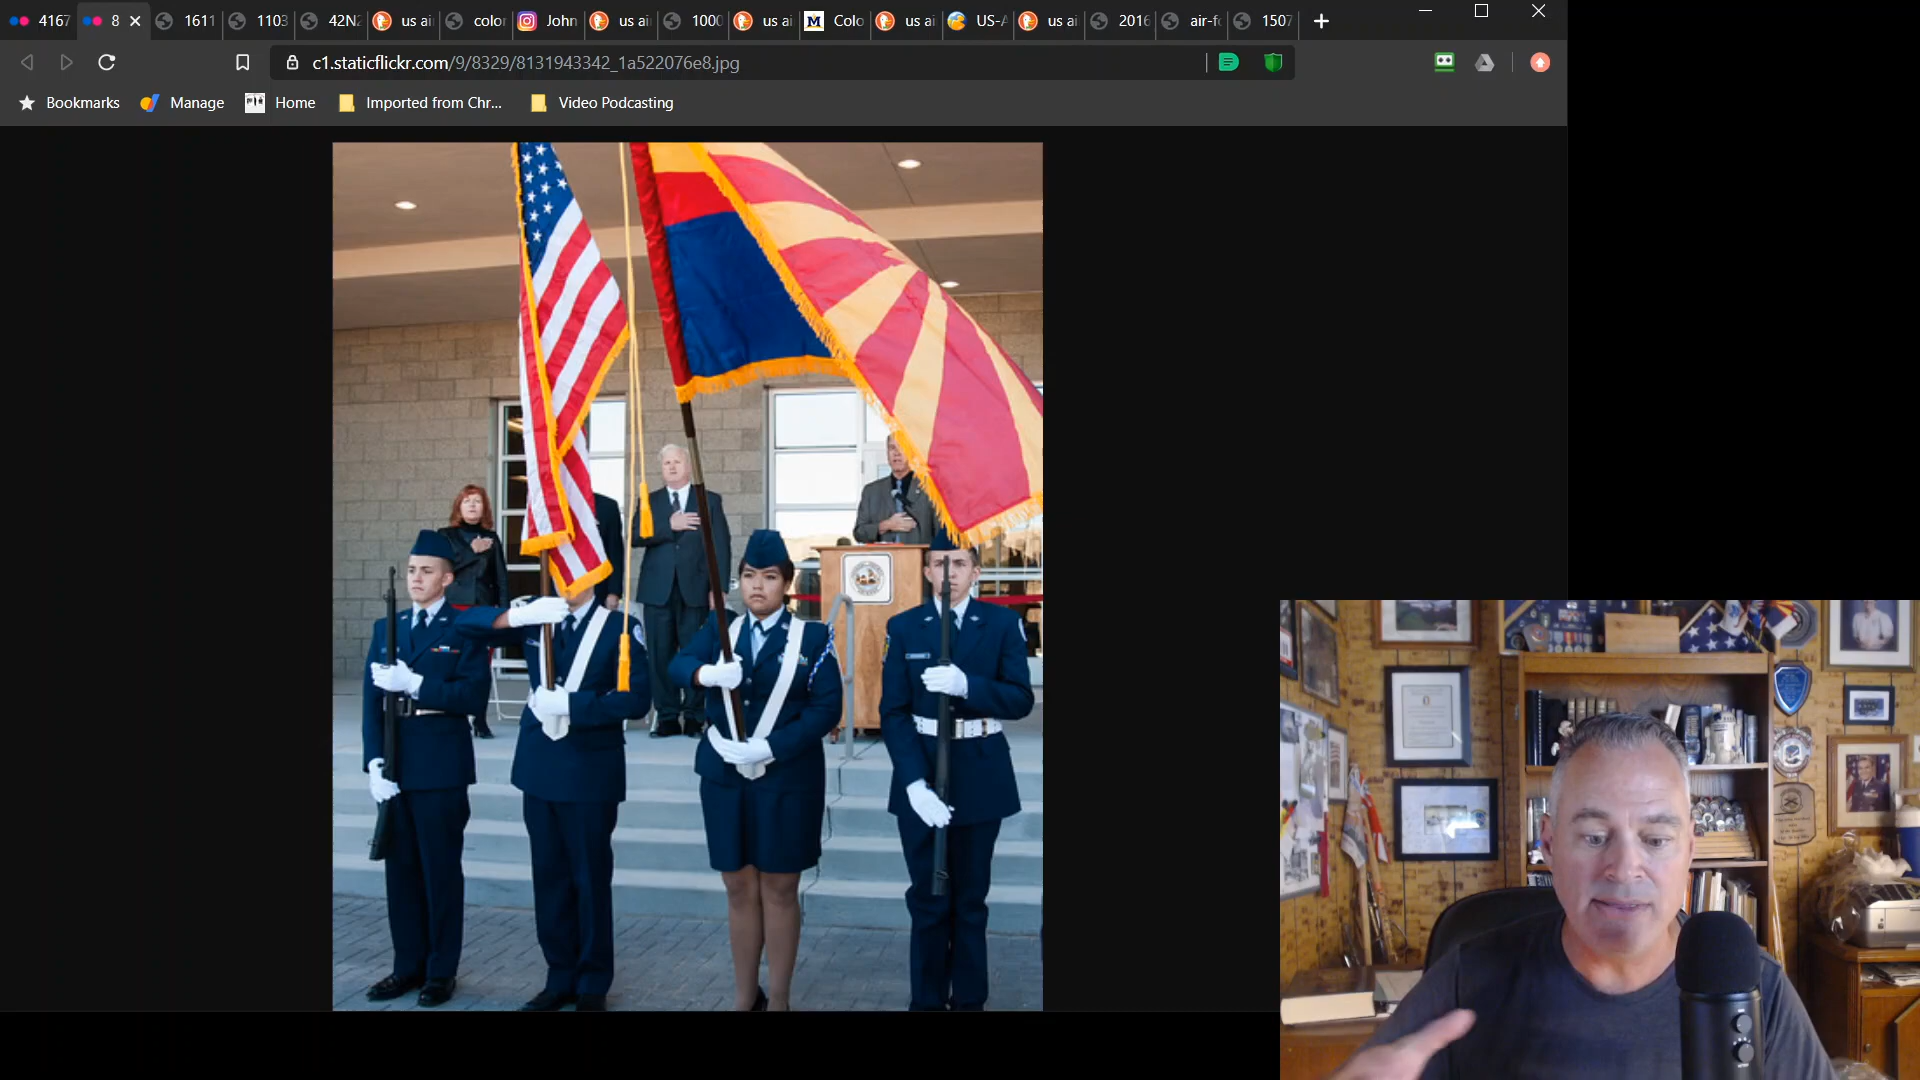 4167
8
1611
1103
42N2
us ai
color
John
us ai
1000
us ai
Colo
us ai
US-A
us ai
2016
air-fo
1507
c1.staticflickr.com/9/8329/8131943342_1a522076e8.jpg
Bookmarks
Manage
Home
Imported from Chr...
Video Podcasting